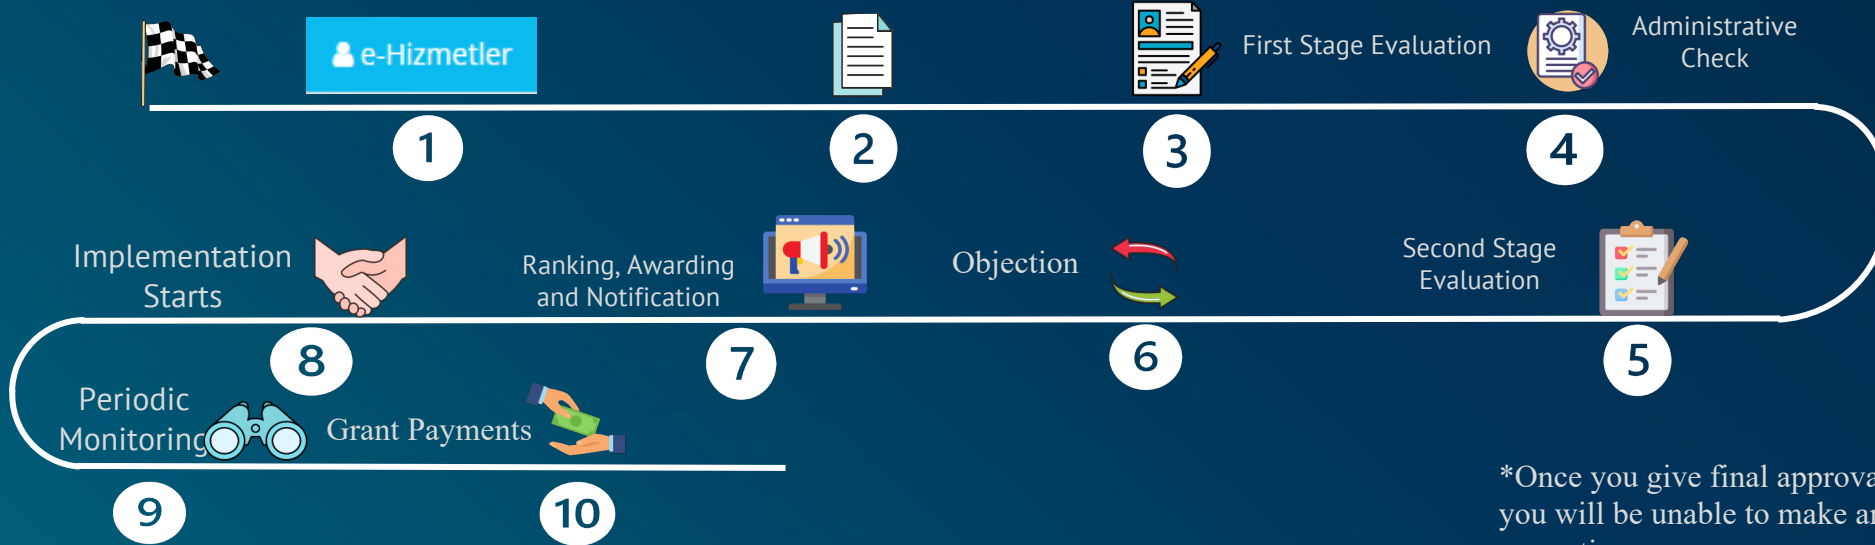 e-Hizmetler
First Stage Evaluation
Administrative
Check
1
2
3
4
Implementation
Starts
Ranking, Awarding
and Notification
Objection
Second Stage
Evaluation
8
7
6
5
Periodic
Monitoring
Grant Payments
9
10
*Once you give final approva
you will be unable to make